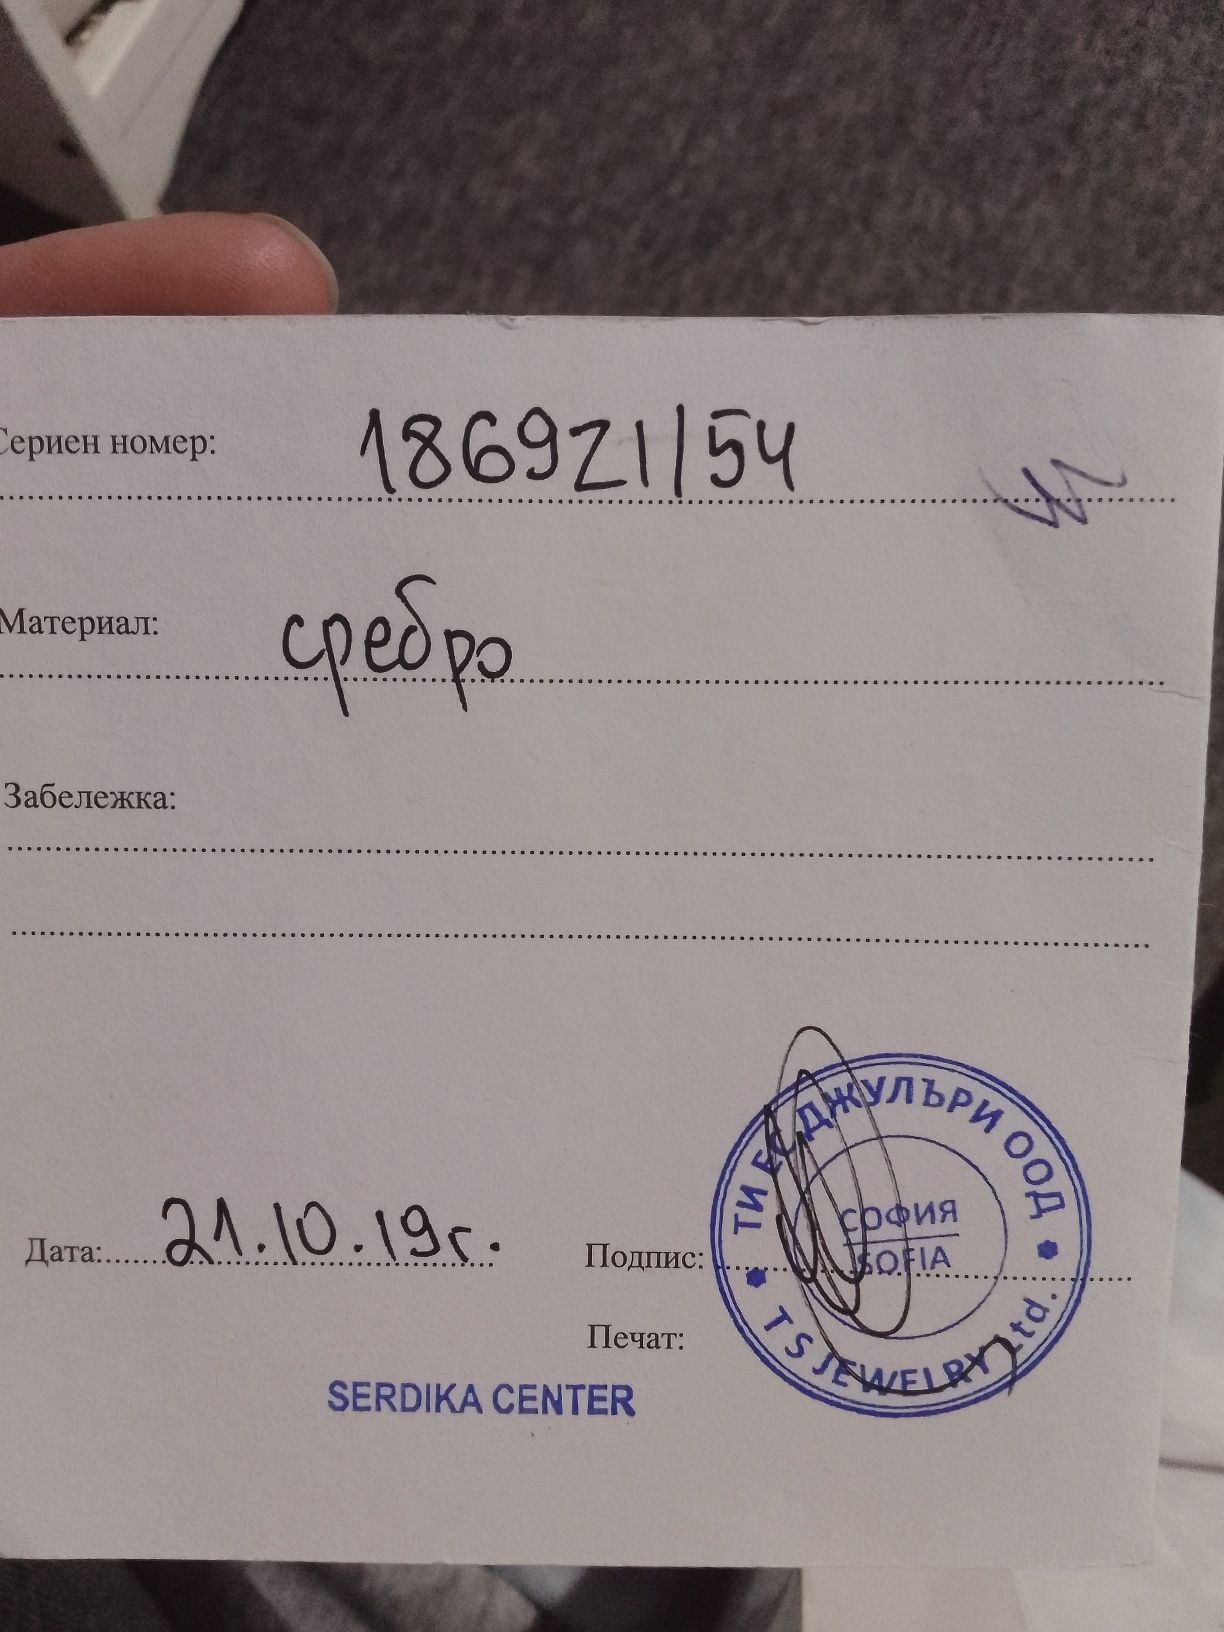 Сериен номер: 186921/54
Материал: сребро
Забележка:
Дата: 21.10.19г.
Подпис:
Печат:
SERDIKA CENTER
ТИ ЕС ДЖУЛЪРИ ООД
СОФИЯ
SOFIA
T S JEWELRY Ltd.